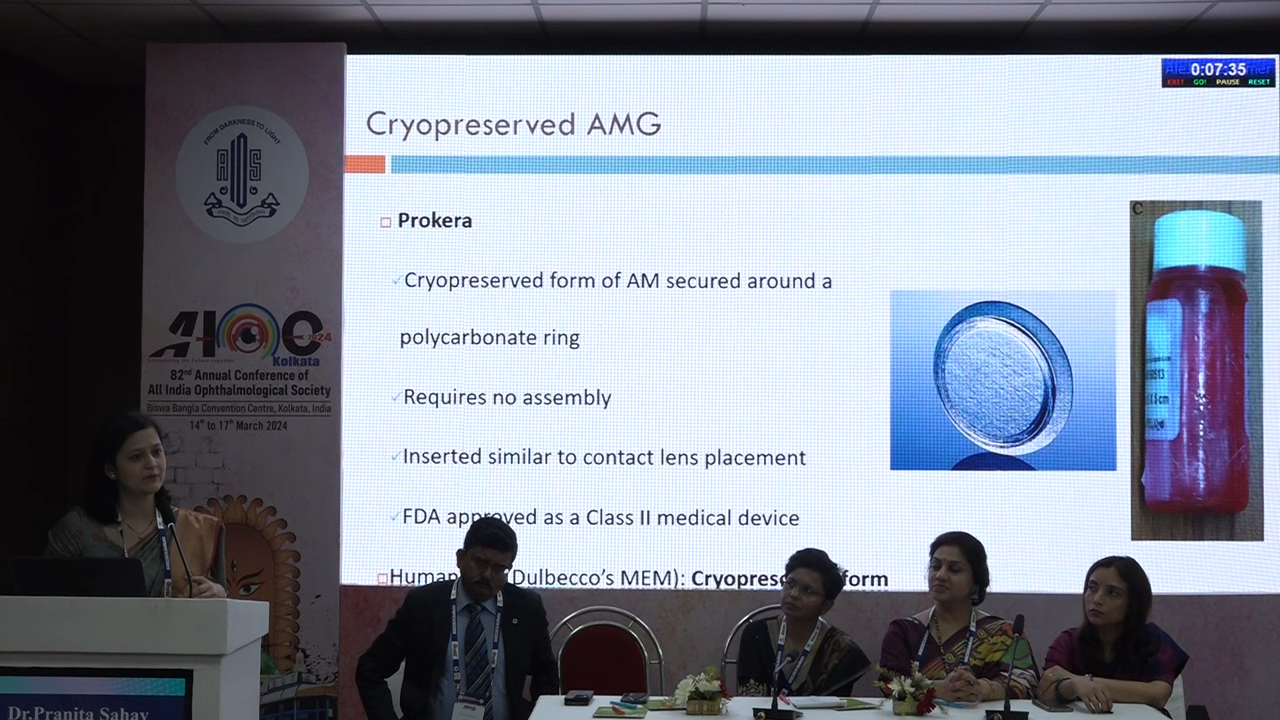 FROM DARKNESS TO LIGHT
AIOS
AIOC
2024
Kolkata
82nd Annual Conference of
All India Ophthalmological Society
Biswa Bangla Convention Centre, Kolkata, India
14th to 17th March 2024
0:07:35
EXIT GO! PAUSE RESET
Cryopreserved AMG
Prokera
Cryopreserved form of AM secured around a
polycarbonate ring
Requires no assembly
Inserted similar to contact lens placement
FDA approved as a Class II medical device
Human Dulbecco's MEM): form
C
Dr.Pranita Sahay